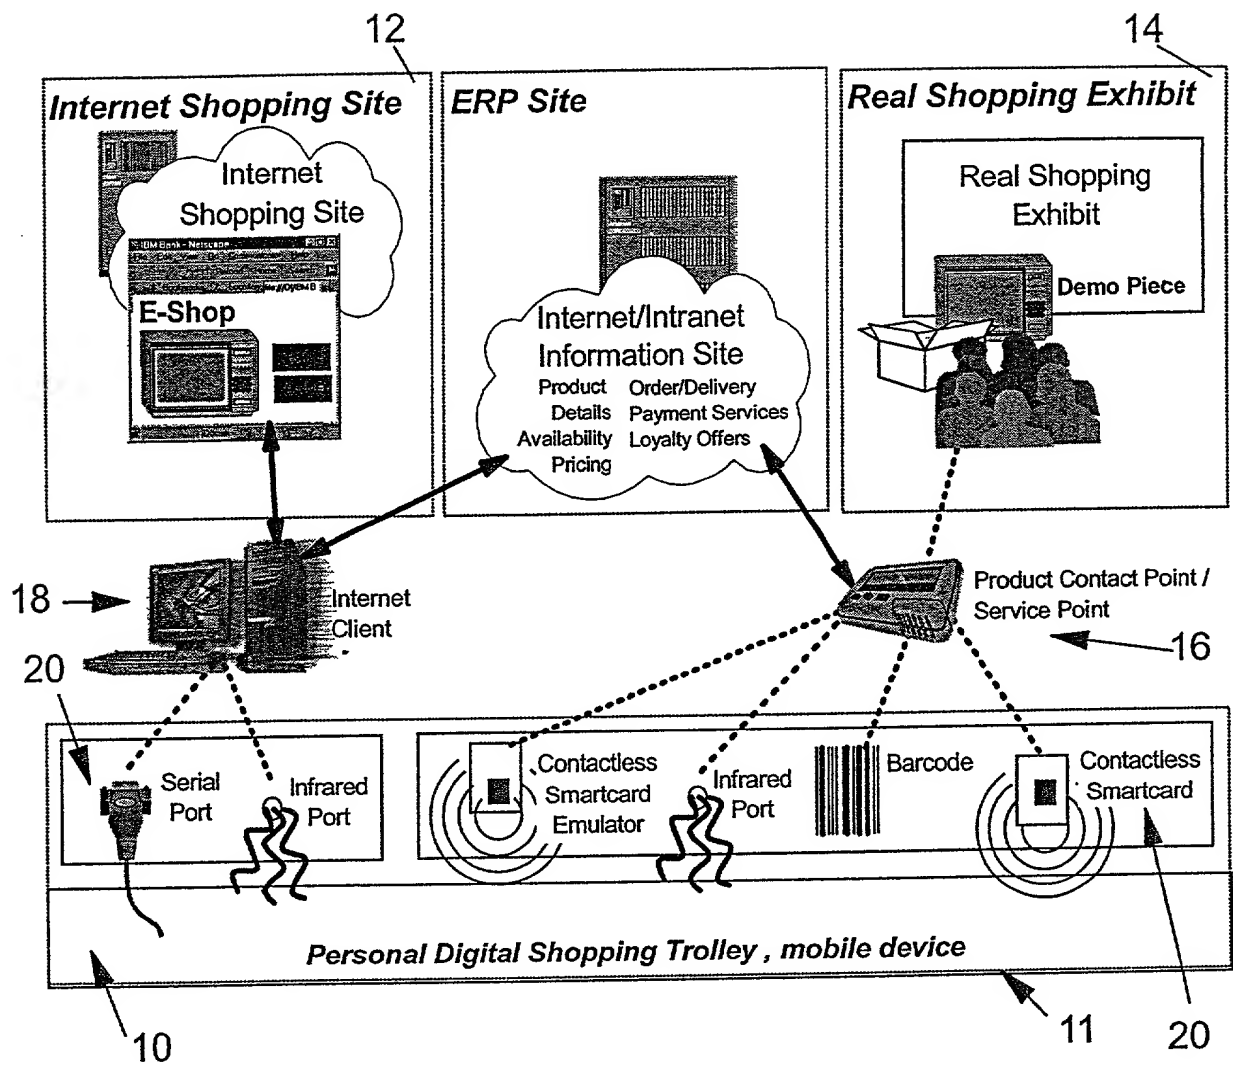 12
14
Internet Shopping Site
ERP Site
Real Shopping Exhibit
Internet
Shopping Site
IBM Bank - Netscape
E-Shop
Internet/Intranet
Information Site
Product
Details
Availability
Pricing
Order/Delivery
Payment Services
Loyalty Offers
Real Shopping
Exhibit
Demo Piece
18
Internet
Client
Product Contact Point /
Service Point
16
20
Serial
Port
Infrared
Port
Contactless
Smartcard
Emulator
Infrared
Port
Barcode
Contactless
Smartcard
Personal Digital Shopping Trolley , mobile device
10
11
20